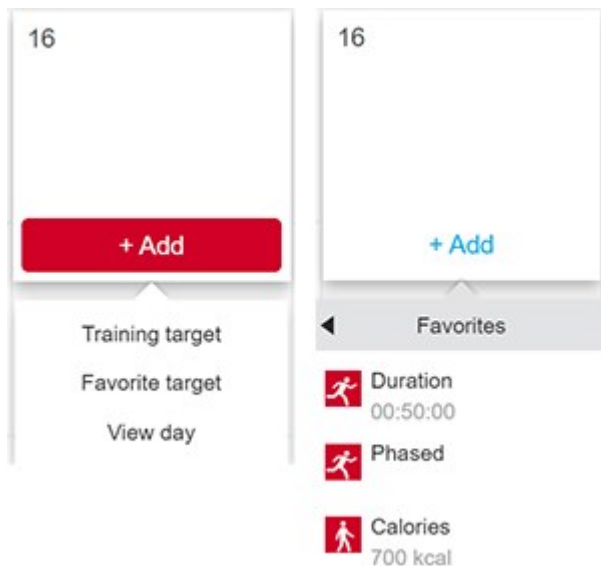 16
+ Add
Training target
Favorite target
View day
16
+ Add
Favorites
Duration
00:50:00
Phased
Calories
700 kcal